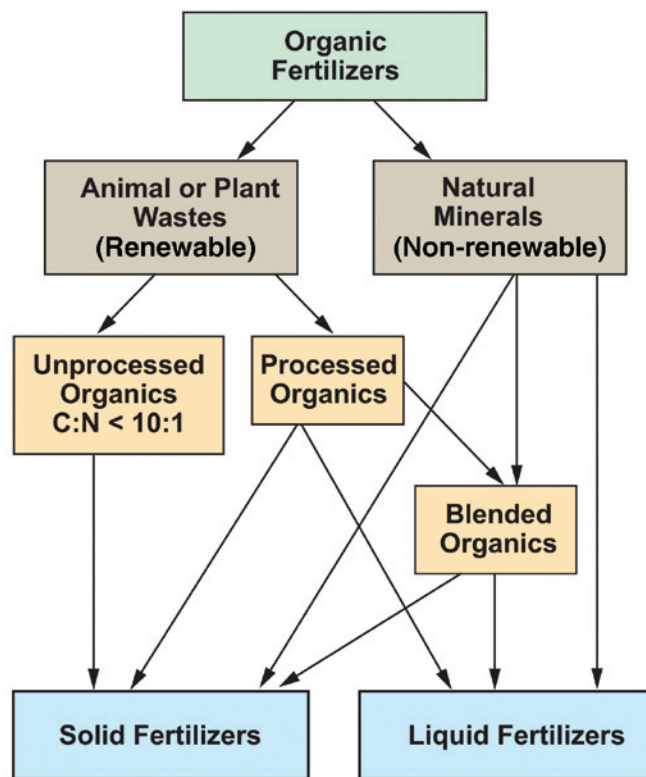 Organic
Fertilizers
Animal or Plant
Wastes
(Renewable)
Natural
Minerals
(Non-renewable)
Unprocessed
Organics
C:N < 10:1
Processed
Organics
Blended
Organics
Solid Fertilizers
Liquid Fertilizers